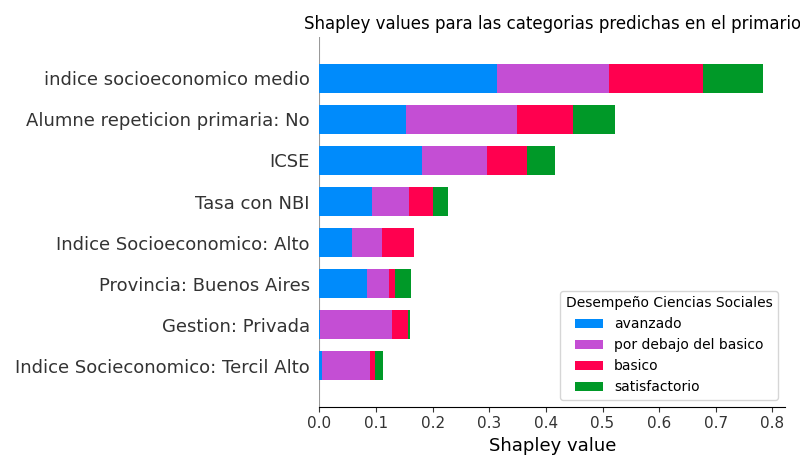 Shapley values para las categorias predichas en el primario
indice socioeconomico medio
Alumne repeticion primaria: No
ICSE
Tasa con NBI
Indice Socioeconomico: Alto
Provincia: Buenos Aires
Gestion: Privada
Indice Socieconomico: Tercil Alto
Desempeño Ciencias Sociales
avanzado
por debajo del basico
basico
satisfactorio
0.0 0.1 0.2 0.3 0.4 0.5 0.6 0.7 0.8
Shapley value